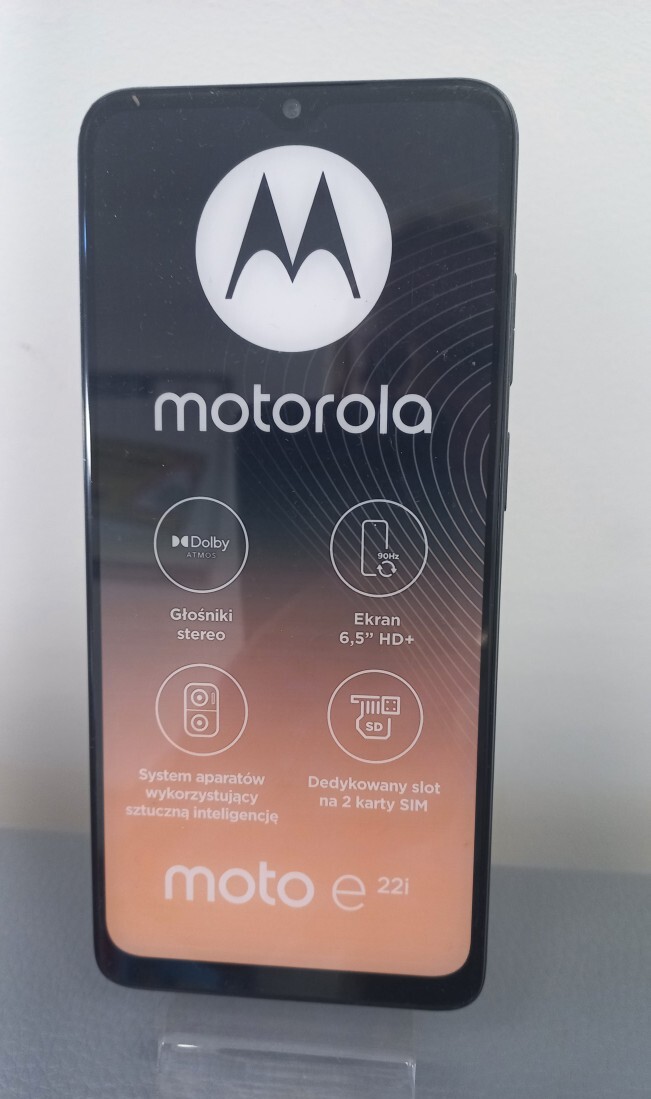 motorola
Dolby
ATMOS
90Hz
Głośniki
stereo
Ekran
6,5” HD+
SD
System aparatów
wykorzystujący
sztuczną inteligencję
Dedykowany slot
na 2 karty SIM
moto e 22i